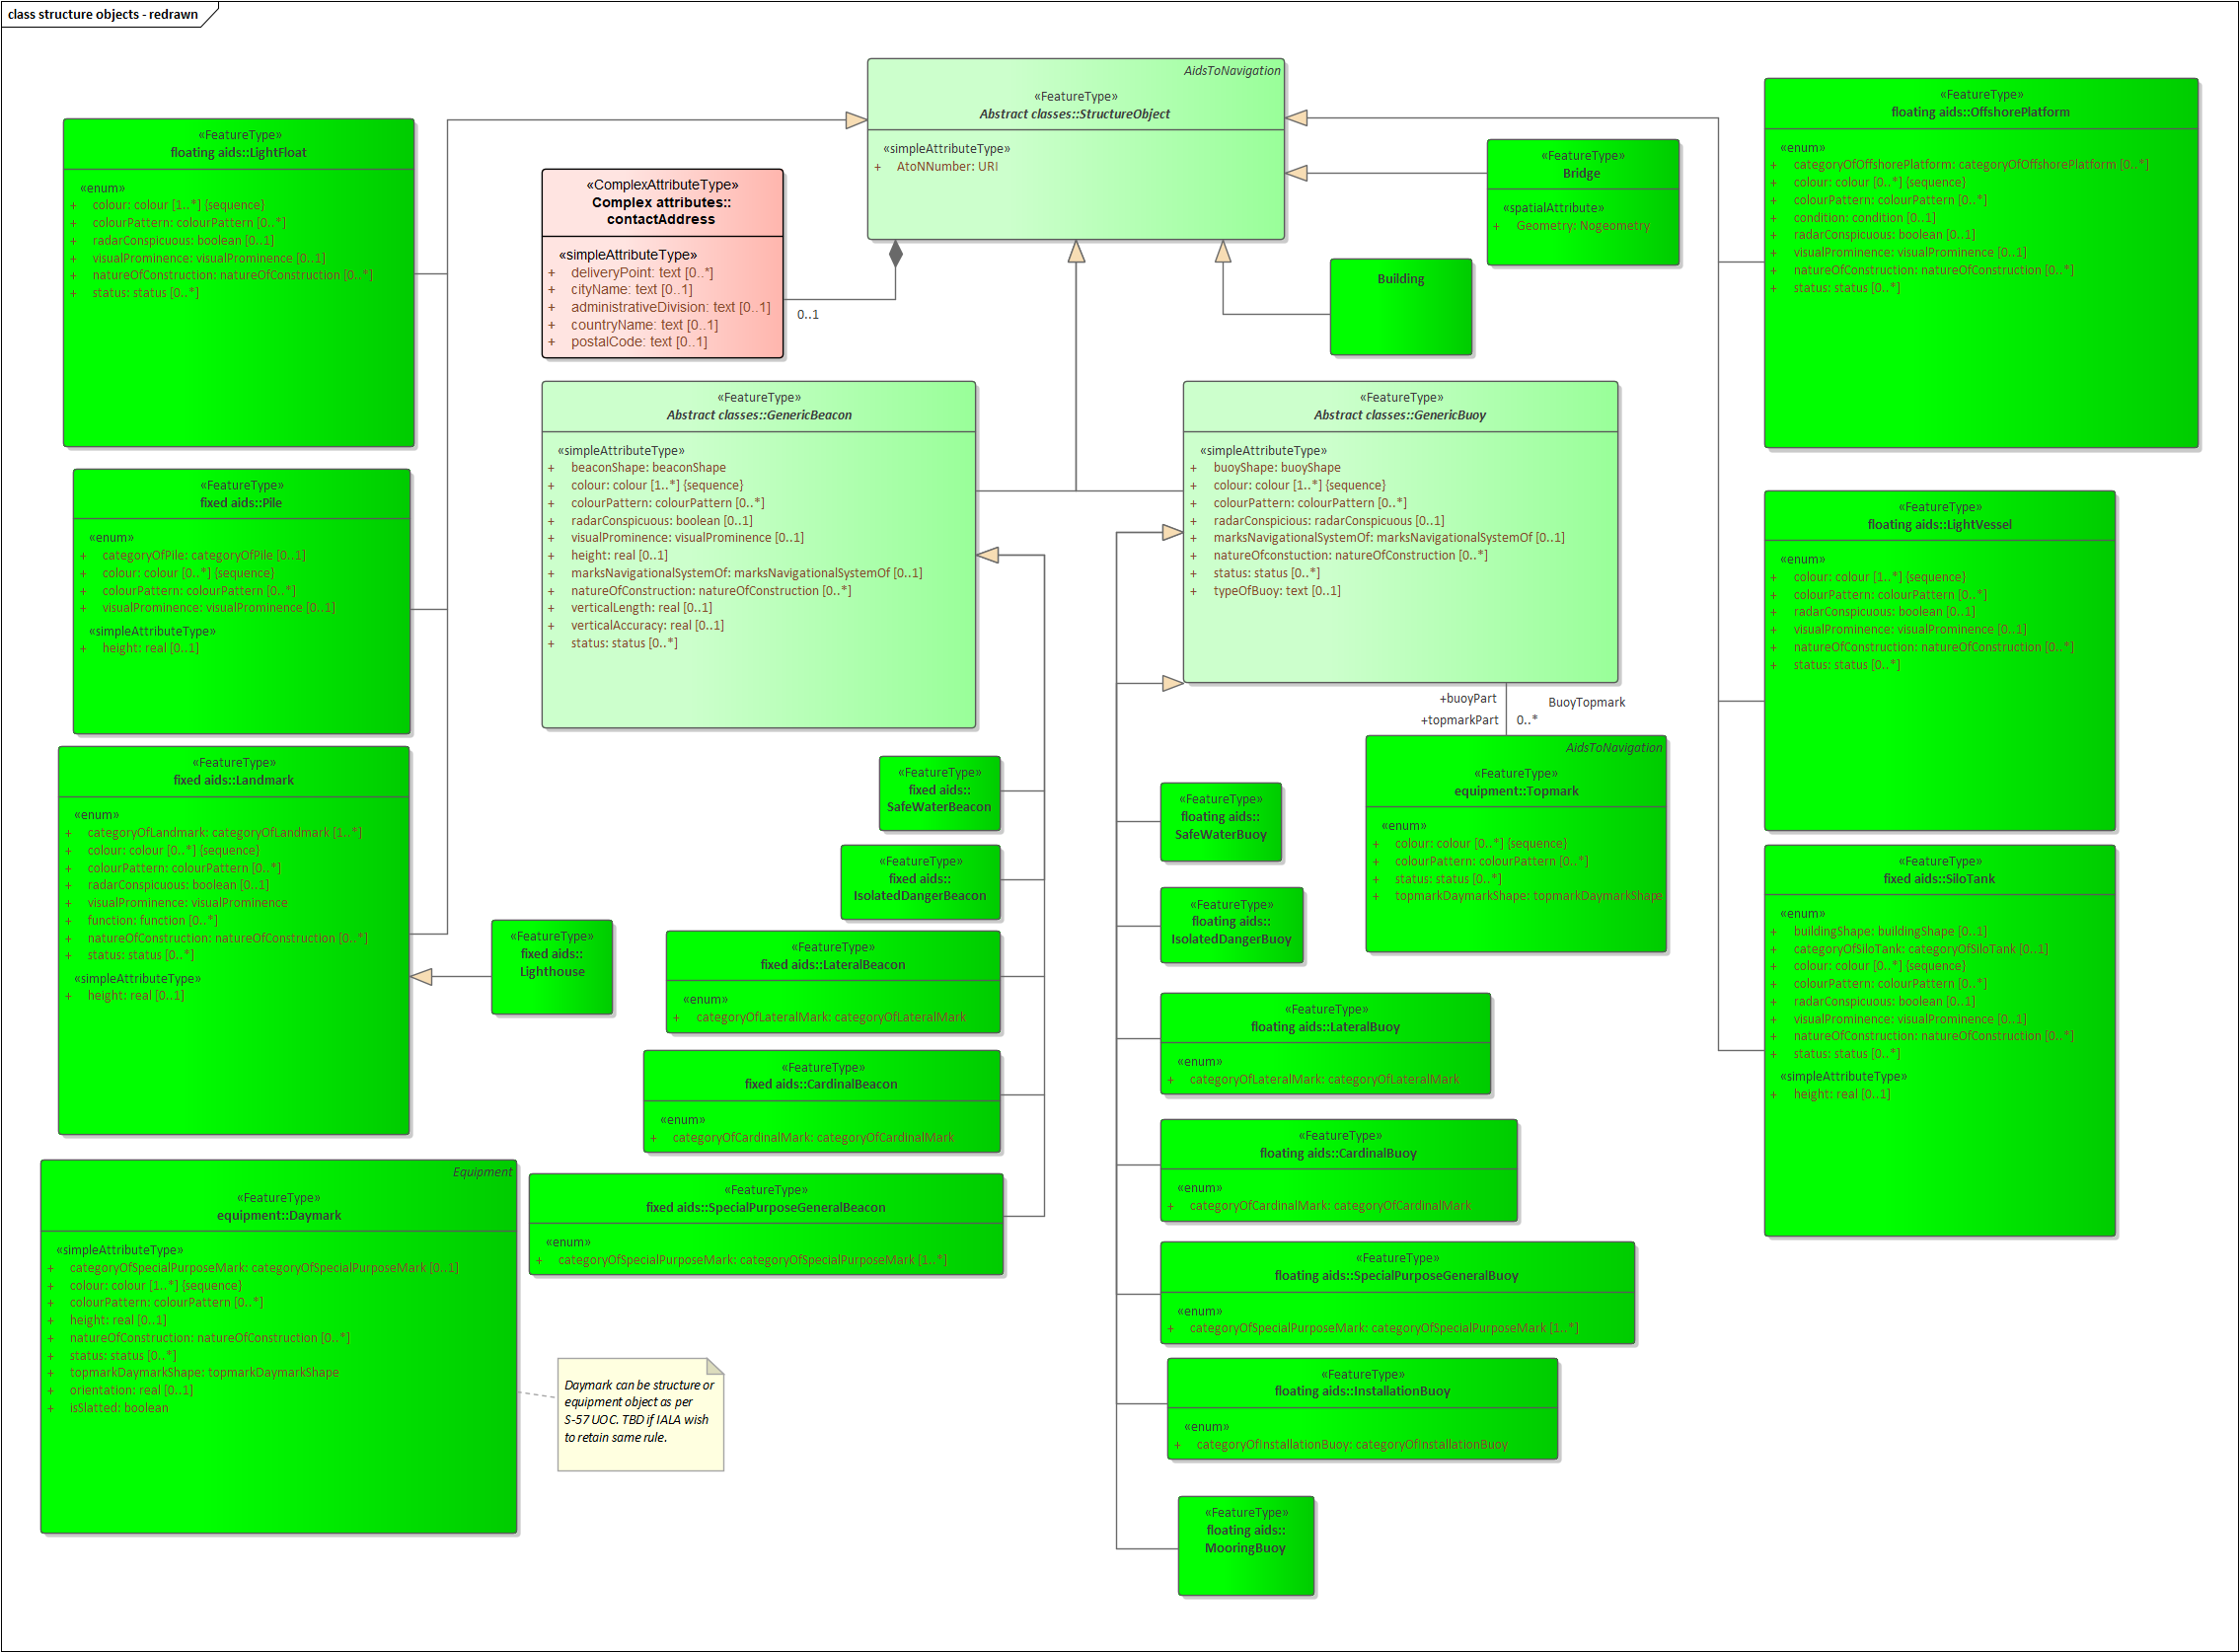 class structure objects - redrawn
AidsToNavigation
«FeatureType»
Abstract classes::StructureObject
«simpleAttributeType»
+ AtoNNumber: URI
«FeatureType»
floating aids::LightFloat
«enum»
+ colour: colour [1..*] {sequence}
+ colourPattern: colourPattern [0..*]
+ radarConspicuous: boolean [0..1]
+ visualProminence: visualProminence [0..1]
+ natureOfConstruction: natureOfConstruction [0..*]
+ status: status [0..*]
«ComplexAttributeType»
Complex attributes::
contactAddress
«simpleAttributeType»
+ deliveryPoint: text [0..*]
+ cityName: text [0..1]
+ administrativeDivision: text [0..1]
+ countryName: text [0..1]
+ postalCode: text [0..1]
0..1
«FeatureType»
Bridge
«spatialAttribute»
+ Geometry: Nogeometry
Building
«FeatureType»
floating aids::OffshorePlatform
«enum»
+ categoryOfOffshorePlatform: categoryOfOffshorePlatform [0..*]
+ colour: colour [0..*] {sequence}
+ colourPattern: colourPattern [0..*]
+ condition: condition [0..1]
+ radarConspicuous: boolean [0..1]
+ visualProminence: visualProminence [0..1]
+ natureOfConstruction: natureOfConstruction [0..*]
+ status: status [0..*]
«FeatureType»
fixed aids::Pile
«enum»
+ categoryOfPile: categoryOfPile [0..1]
+ colour: colour [0..*] {sequence}
+ colourPattern: colourPattern [0..*]
+ visualProminence: visualProminence [0..1]
«simpleAttributeType»
+ height: real [0..1]
«FeatureType»
Abstract classes::GenericBeacon
«simpleAttributeType»
+ beaconShape: beaconShape
+ colour: colour [1..*] {sequence}
+ colourPattern: colourPattern [0..*]
+ radarConspicuous: boolean [0..1]
+ visualProminence: visualProminence [0..1]
+ height: real [0..1]
+ marksNavigationalSystemOf: marksNavigationalSystemOf [0..1]
+ natureOfConstruction: natureOfConstruction [0..*]
+ verticalLength: real [0..1]
+ verticalAccuracy: real [0..1]
+ status: status [0..*]
«FeatureType»
Abstract classes::GenericBuoy
«simpleAttributeType»
+ buoyShape: buoyShape
+ colour: colour [1..*] {sequence}
+ colourPattern: colourPattern [0..*]
+ radarConspicious: radarConspicuous [0..1]
+ marksNavigationalSystemOf: marksNavigationalSystemOf [0..1]
+ natureOfconstuction: natureOfConstruction [0..*]
+ status: status [0..*]
+ typeOfBuoy: text [0..1]
+buoyPart
BuoyTopmark
+topmarkPart
0..*
«FeatureType»
floating aids::LightVessel
«enum»
+ colour: colour [1..*] {sequence}
+ colourPattern: colourPattern [0..*]
+ radarConspicuous: boolean [0..1]
+ visualProminence: visualProminence [0..1]
+ natureOfConstruction: natureOfConstruction [0..*]
+ status: status [0..*]
«FeatureType»
fixed aids::Landmark
«enum»
+ categoryOfLandmark: categoryOfLandmark [1..*]
+ colour: colour [0..*] {sequence}
+ colourPattern: colourPattern [0..*]
+ radarConspicuous: boolean [0..1]
+ visualProminence: visualProminence
+ function: function [0..*]
+ natureOfConstruction: natureOfConstruction [0..*]
+ status: status [0..*]
«simpleAttributeType»
+ height: real [0..1]
«FeatureType»
fixed aids::
Lighthouse
«FeatureType»
fixed aids::
SafeWaterBeacon
«FeatureType»
fixed aids::
IsolatedDangerBeacon
«FeatureType»
fixed aids::LateralBeacon
«enum»
+ categoryOfLateralMark: categoryOfLateralMark
«FeatureType»
fixed aids::CardinalBeacon
«enum»
+ categoryOfCardinalMark: categoryOfCardinalMark
«FeatureType»
fixed aids::SpecialPurposeGeneralBeacon
«enum»
+ categoryOfSpecialPurposeMark: categoryOfSpecialPurposeMark [1..*]
«FeatureType»
floating aids::
SafeWaterBuoy
«FeatureType»
floating aids::
IsolatedDangerBuoy
AidsToNavigation
«FeatureType»
equipment::Topmark
«enum»
+ colour: colour [0..*] {sequence}
+ colourPattern: colourPattern [0..*]
+ status: status [0..*]
+ topmarkDaymarkShape: topmarkDaymarkShape
«FeatureType»
floating aids::LateralBuoy
«enum»
+ categoryOfLateralMark: categoryOfLateralMark
«FeatureType»
floating aids::CardinalBuoy
«enum»
+ categoryOfCardinalMark: categoryOfCardinalMark
«FeatureType»
floating aids::SpecialPurposeGeneralBuoy
«enum»
+ categoryOfSpecialPurposeMark: categoryOfSpecialPurposeMark [1..*]
«FeatureType»
floating aids::InstallationBuoy
«enum»
+ categoryOfInstallationBuoy: categoryOfInstallationBuoy
«FeatureType»
floating aids::
MooringBuoy
«FeatureType»
fixed aids::SiloTank
«enum»
+ buildingShape: buildingShape [0..1]
+ categoryOfSiloTank: categoryOfSiloTank [0..1]
+ colour: colour [0..*] {sequence}
+ colourPattern: colourPattern [0..*]
+ radarConspicuous: boolean [0..1]
+ visualProminence: visualProminence [0..1]
+ natureOfConstruction: natureOfConstruction [0..*]
+ status: status [0..*]
«simpleAttributeType»
+ height: real [0..1]
Equipment
«FeatureType»
equipment::Daymark
«simpleAttributeType»
+ categoryOfSpecialPurposeMark: categoryOfSpecialPurposeMark [0..1]
+ colour: colour [1..*] {sequence}
+ colourPattern: colourPattern [0..*]
+ height: real [0..1]
+ natureOfConstruction: natureOfConstruction [0..*]
+ status: status [0..*]
+ topmarkDaymarkShape: topmarkDaymarkShape
+ orientation: real [0..1]
+ isSlatted: boolean
Daymark can be structure or
equipment object as per
S-57 UOC. TBD if IALA wish
to retain same rule.